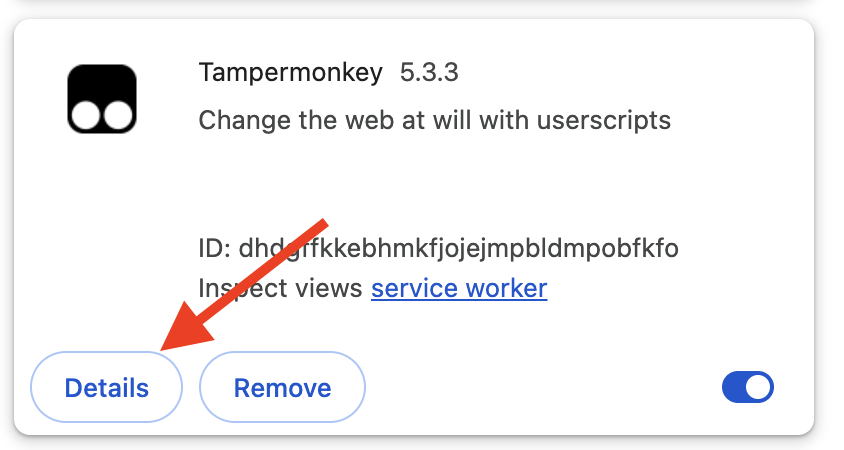 Tampermonkey 5.3.3
Change the web at will with userscripts
ID: dhdgffkkebhmkfjojejmpbldmpobfkfo
Inspect views service worker
Details
Remove